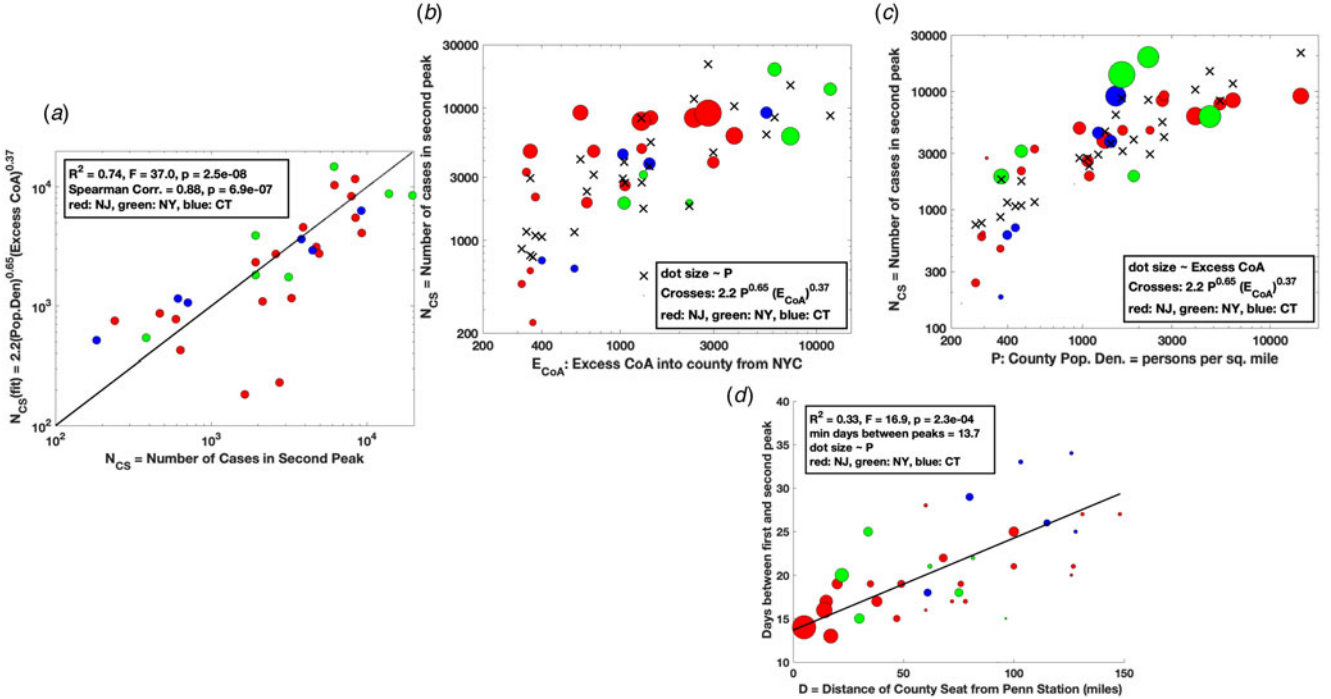 (a)
R² = 0.74, F = 37.0, p = 2.5e-08
Spearman Corr. = 0.88, p = 6.9e-07
red: NJ, green: NY, blue: CT
N_CS(fit) = 2.2(Pop.Den)^0.65(Excess CoA)^0.37
10^4
10^3
10^2
10^2 10^3 10^4
N_CS = Number of Cases in Second Peak
(b)
N_CS = Number of cases in second peak
30000
10000
3000
1000
200
dot size ~ P
Crosses: 2.2 P^0.65 (E_CoA)^0.37
red: NJ, green: NY, blue: CT
200 400 1000 3000 10000
E_CoA: Excess CoA into county from NYC
(c)
N_CS = Number of cases in second peak
30000
10000
3000
1000
300
100
dot size ~ Excess CoA
Crosses: 2.2 P^0.65 (E_CoA)^0.37
red: NJ, green: NY, blue: CT
200 400 1000 3000 10000
P: County Pop. Den. = persons per sq. mile
(d)
Days between first and second peak
40
35
30
25
20
15
10
R² = 0.33, F = 16.9, p = 2.3e-04
min days between peaks = 13.7
dot size ~ P
red: NJ, green: NY, blue: CT
0 50 100 150
D = Distance of County Seat from Penn Station (miles)